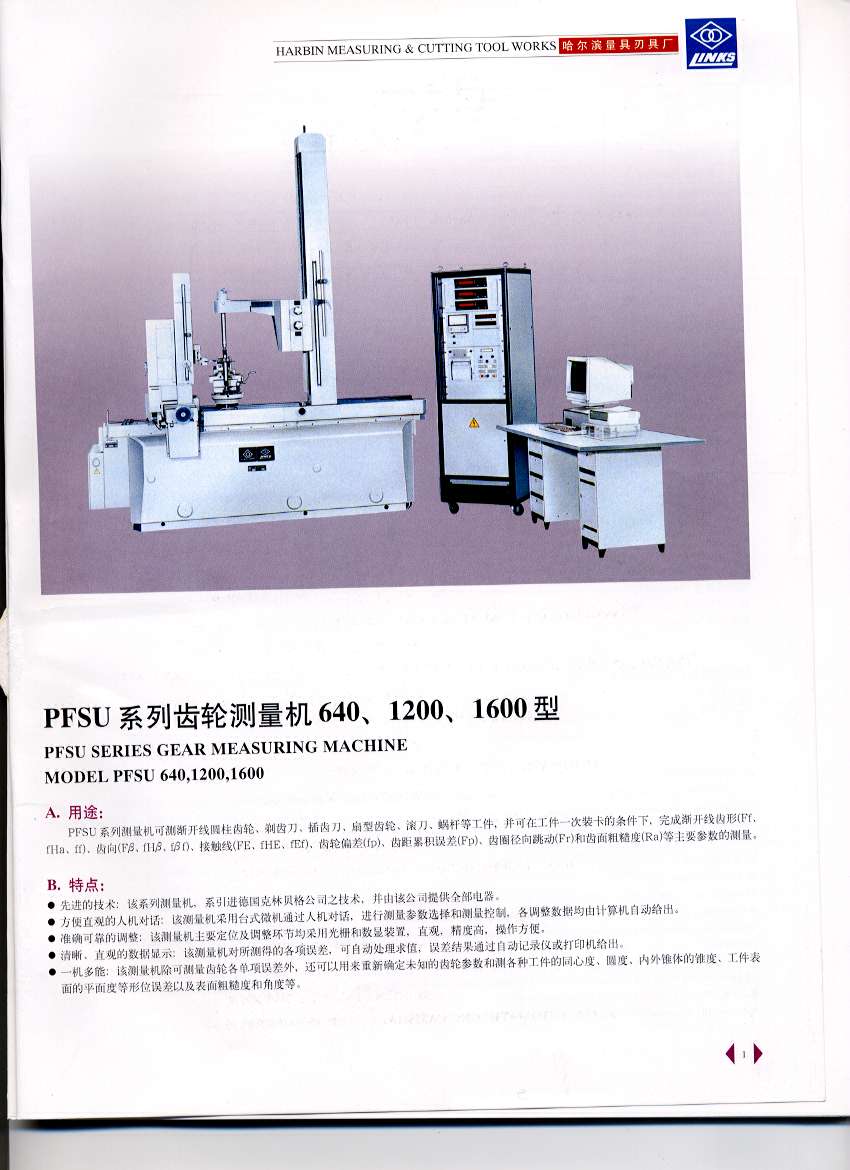 HARBIN MEASURING & CUTTING TOOL WORKS 哈尔滨量具刃具厂
LINKS
LINKS
PFSU 系列齿轮测量机 640、1200、1600 型
PFSU SERIES GEAR MEASURING MACHINE
MODEL PFSU 640,1200,1600
A. 用途:
PFSU 系列测量机可测渐开线圆柱齿轮、剃齿刀、插齿刀、扇型齿轮、滚刀、蜗杆等工件，并可在工件一次装卡的条件下，完成渐开线齿形(Ff,
fHa、ff)、齿向(Fβ、fHβ、fβf)、接触线(FE、fHE、fEf)、齿轮偏差(fp)、齿距累积误差(Fp)、齿圈径向跳动(Fr)和齿面粗糙度(Ra)等主要参数的测量。
B. 特点:
● 先进的技术: 该系列测量机、系引进德国克林贝格公司之技术，并由该公司提供全部电器。
● 方便直观的人机对话: 该测量机采用台式微机通过人机对话，进行测量参数选择和测量控制，各调整数据均由计算机自动给出。
● 准确可靠的调整: 该测量机主要定位及调整环节均采用光栅和数显装置，直观、精度高，操作方便。
● 清晰、直观的数据显示: 该测量机对所测得的各项误差，可自动处理求值，误差结果通过自动记录仪或打印机给出。
● 一机多能: 该测量机除可测量齿轮各单项误差外，还可以用来重新确定未知的齿轮参数和测各种工件的同心度、圆度、内外锥体的锥度、工件表
面的平面度等形位误差以及表面粗糙度和角度等。
1